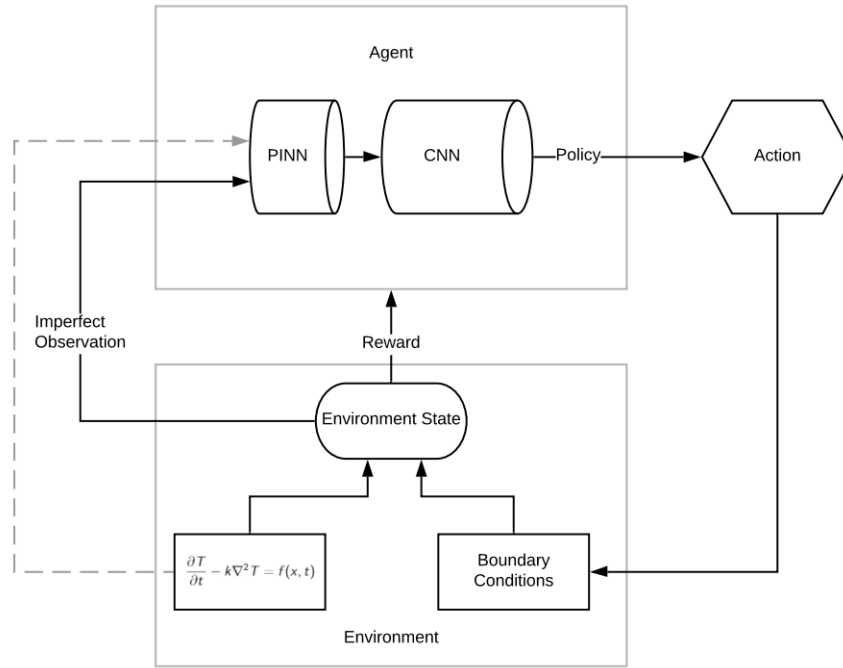 Agent
PINN
CNN
Policy
Action
Imperfect
Observation
Reward
Environment State
∂T/∂t − k∇²T = f(x, t)
Boundary
Conditions
Environment